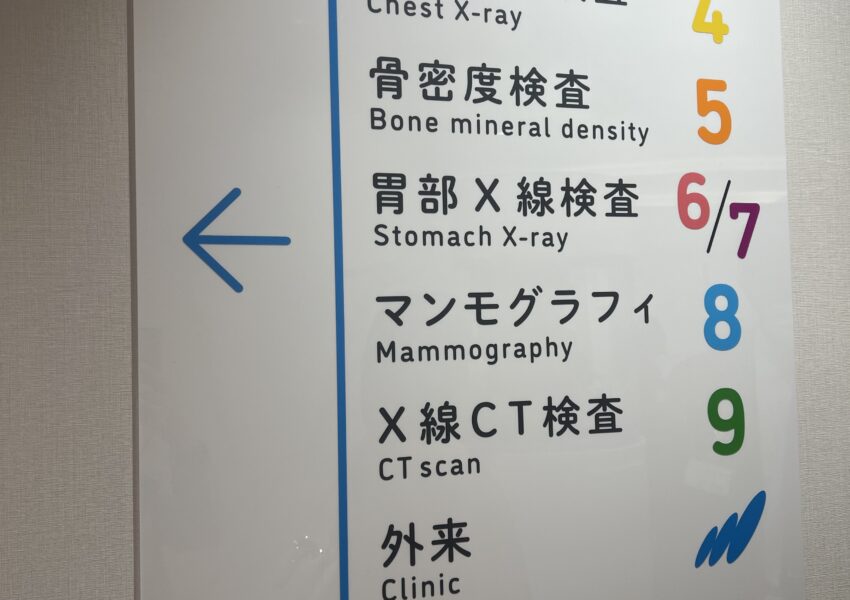 Chest X-ray
4
骨密度検査
Bone mineral density
5
胃部X線検査
Stomach X-ray
6/7
マンモグラフィ
Mammography
8
X線CT検査
CT scan
9
外来
Clinic